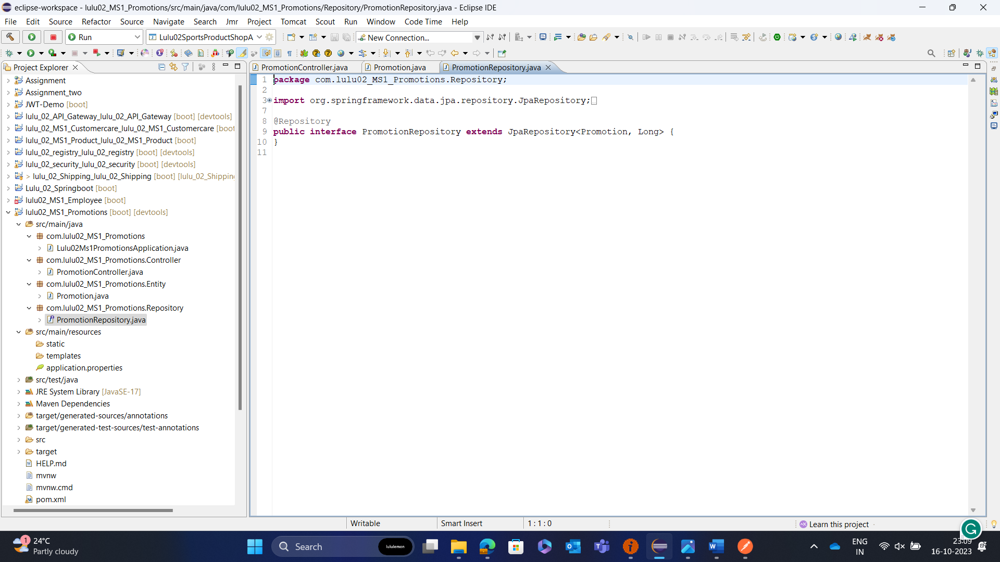 eclipse-workspace - lulu02_MS1_Promotions/src/main/java/com/lulu02_MS1_Promotions/Repository/PromotionRepository.java - Eclipse IDE
File Edit Source Refactor Source Navigate Search Jmr Project Tomcat Scout Run Window Code Time Help
Run Lulu02SportsProductShopA New Connection...
Project Explorer
PromotionController.java Promotion.java PromotionRepository.java
Assignment
Assignment_two
JWT-Demo [boot]
lulu_02_API_Gateway_lulu_02_API_Gateway [boot] [devtools]
lulu_02_MS1_Customercare_lulu_02_MS1_Customercare [boot
lulu_02_MS1_Product_lulu_02_MS1_Product [boot]
lulu_02_registry_lulu_02_registry [boot] [devtools]
lulu_02_security_lulu_02_security [boot] [devtools]
> lulu_02_Shipping_lulu_02_Shipping [boot] [lulu_02_Shipping
Lulu_02_Springboot [boot]
lulu02_MS1_Employee [boot]
lulu02_MS1_Promotions [boot] [devtools]
src/main/java
com.lulu02_MS1_Promotions
Lulu02Ms1PromotionsApplication.java
com.lulu02_MS1_Promotions.Controller
PromotionController.java
com.lulu02_MS1_Promotions.Entity
Promotion.java
com.lulu02_MS1_Promotions.Repository
PromotionRepository.java
src/main/resources
static
templates
application.properties
src/test/java
JRE System Library [JavaSE-17]
Maven Dependencies
target/generated-sources/annotations
target/generated-test-sources/test-annotations
src
target
HELP.md
mvnw
mvnw.cmd
pom.xml
1 package com.lulu02_MS1_Promotions.Repository;
2
3 import org.springframework.data.jpa.repository.JpaRepository;
7
8 @Repository
9 public interface PromotionRepository extends JpaRepository<Promotion, Long> {
10 }
11
Writable Smart Insert 1 : 1 : 0 Learn this project
1 24°C
Partly cloudy
Search lululemon
ENG
IN
23:09
16-10-2023